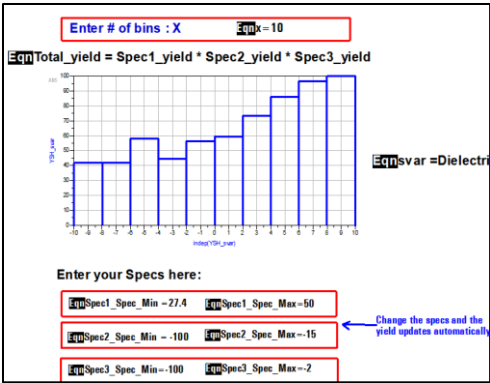 Enter # of bins : X
Eqn x=10
Eqn Total_yield = Spec1_yield * Spec2_yield * Spec3_yield
100
90
80
70
60
50
40
30
20
10
0
YSH_svar
-10 -9 -8 -7 -6 -5 -4 -3 -2 -1 0 1 2 3 4 5 6 7 8 9 10
indep(YSH_svar)
Eqn svar =Dielectri
Enter your Specs here:
Eqn Spec1_Spec_Min =27.4
Eqn Spec1_Spec_Max=50
Eqn Spec2_Spec_Min =-100
Eqn Spec2_Spec_Max=-15
Change the specs and the
yield updates automatically
Eqn Spec3_Spec_Min=-100
Eqn Spec3_Spec_Max=-2